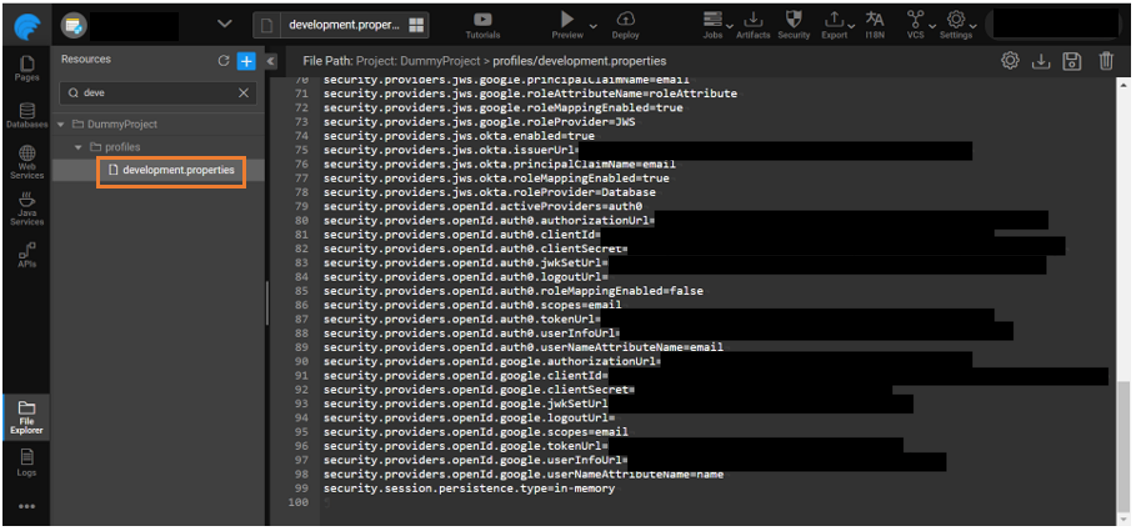 development.proper...
Tutorials
Preview
Deploy
Jobs
Artifacts
Security
Export
I18N
VCS
Settings
Pages
Databases
Web
Services
Java
Services
APIs
File
Explorer
Logs
Resources
deve
DummyProject
profiles
development.properties
File Path: Project: DummyProject > profiles/development.properties
70 security.providers.jws.google.principalClaimName=email
71 security.providers.jws.google.roleAttributeName=roleAttribute
72 security.providers.jws.google.roleMappingEnabled=true
73 security.providers.jws.google.roleProvider=JWS
74 security.providers.jws.okta.enabled=true
75 security.providers.jws.okta.issuerUrl=
76 security.providers.jws.okta.principalClaimName=email
77 security.providers.jws.okta.roleMappingEnabled=true
78 security.providers.jws.okta.roleProvider=Database
79 security.providers.openId.activeProviders=auth0
80 security.providers.openId.auth0.authorizationUrl=
81 security.providers.openId.auth0.clientId=
82 security.providers.openId.auth0.clientSecret=
83 security.providers.openId.auth0.jwkSetUrl=
84 security.providers.openId.auth0.logoutUrl=
85 security.providers.openId.auth0.roleMappingEnabled=false
86 security.providers.openId.auth0.scopes=email
87 security.providers.openId.auth0.tokenUrl=
88 security.providers.openId.auth0.userInfoUrl=
89 security.providers.openId.auth0.userNameAttributeName=email
90 security.providers.openId.google.authorizationUrl=
91 security.providers.openId.google.clientId=
92 security.providers.openId.google.clientSecret=
93 security.providers.openId.google.jwkSetUrl
94 security.providers.openId.google.logoutUrl=
95 security.providers.openId.google.scopes=email
96 security.providers.openId.google.tokenUrl=
97 security.providers.openId.google.userInfoUrl=
98 security.providers.openId.google.userNameAttributeName=name
99 security.session.persistence.type=in-memory
100